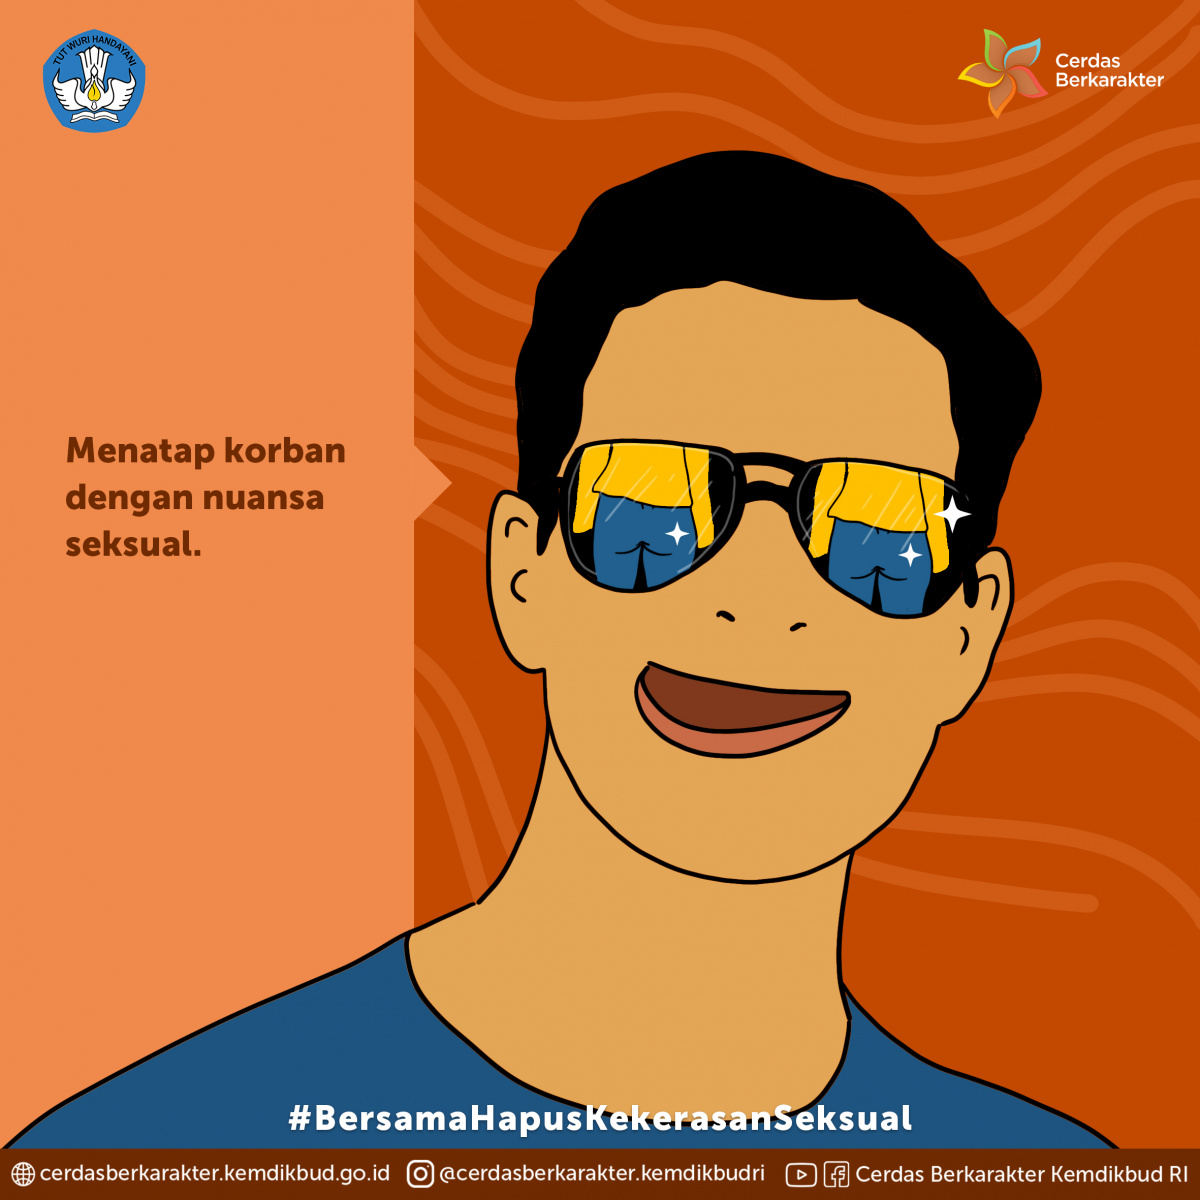 TUT WURI HANDAYANI
Cerdas
Berkarakter
Menatap korban
dengan nuansa
seksual.
#BersamaHapusKekerasanSeksual
cerdasberkarakter.kemdikbud.go.id @cerdasberkarakter.kemdikbudri Cerdas Berkarakter Kemdikbud RI